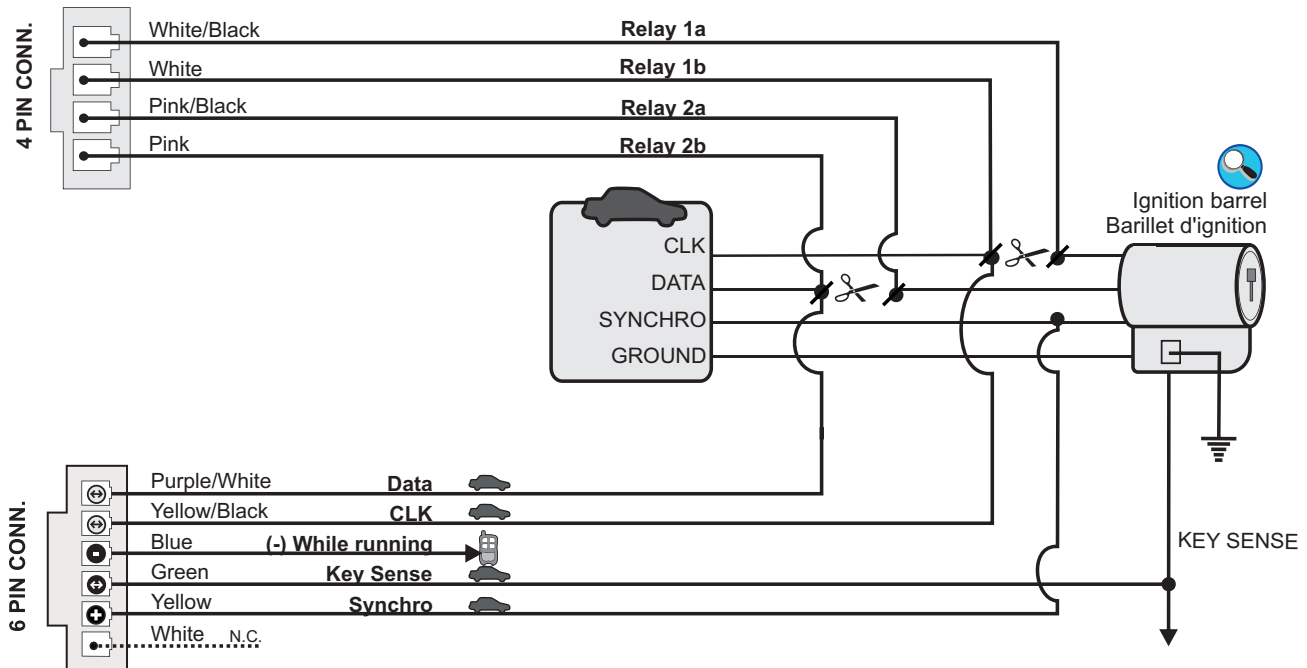 4 PIN CONN.
White/Black Relay 1a
White Relay 1b
Pink/Black Relay 2a
Pink Relay 2b
Ignition barrel
Barillet d'ignition
CLK
DATA
SYNCHRO
GROUND
6 PIN CONN.
Purple/White Data
Yellow/Black CLK
Blue (-) While running
Green Key Sense
Yellow Synchro
White N.C.
KEY SENSE